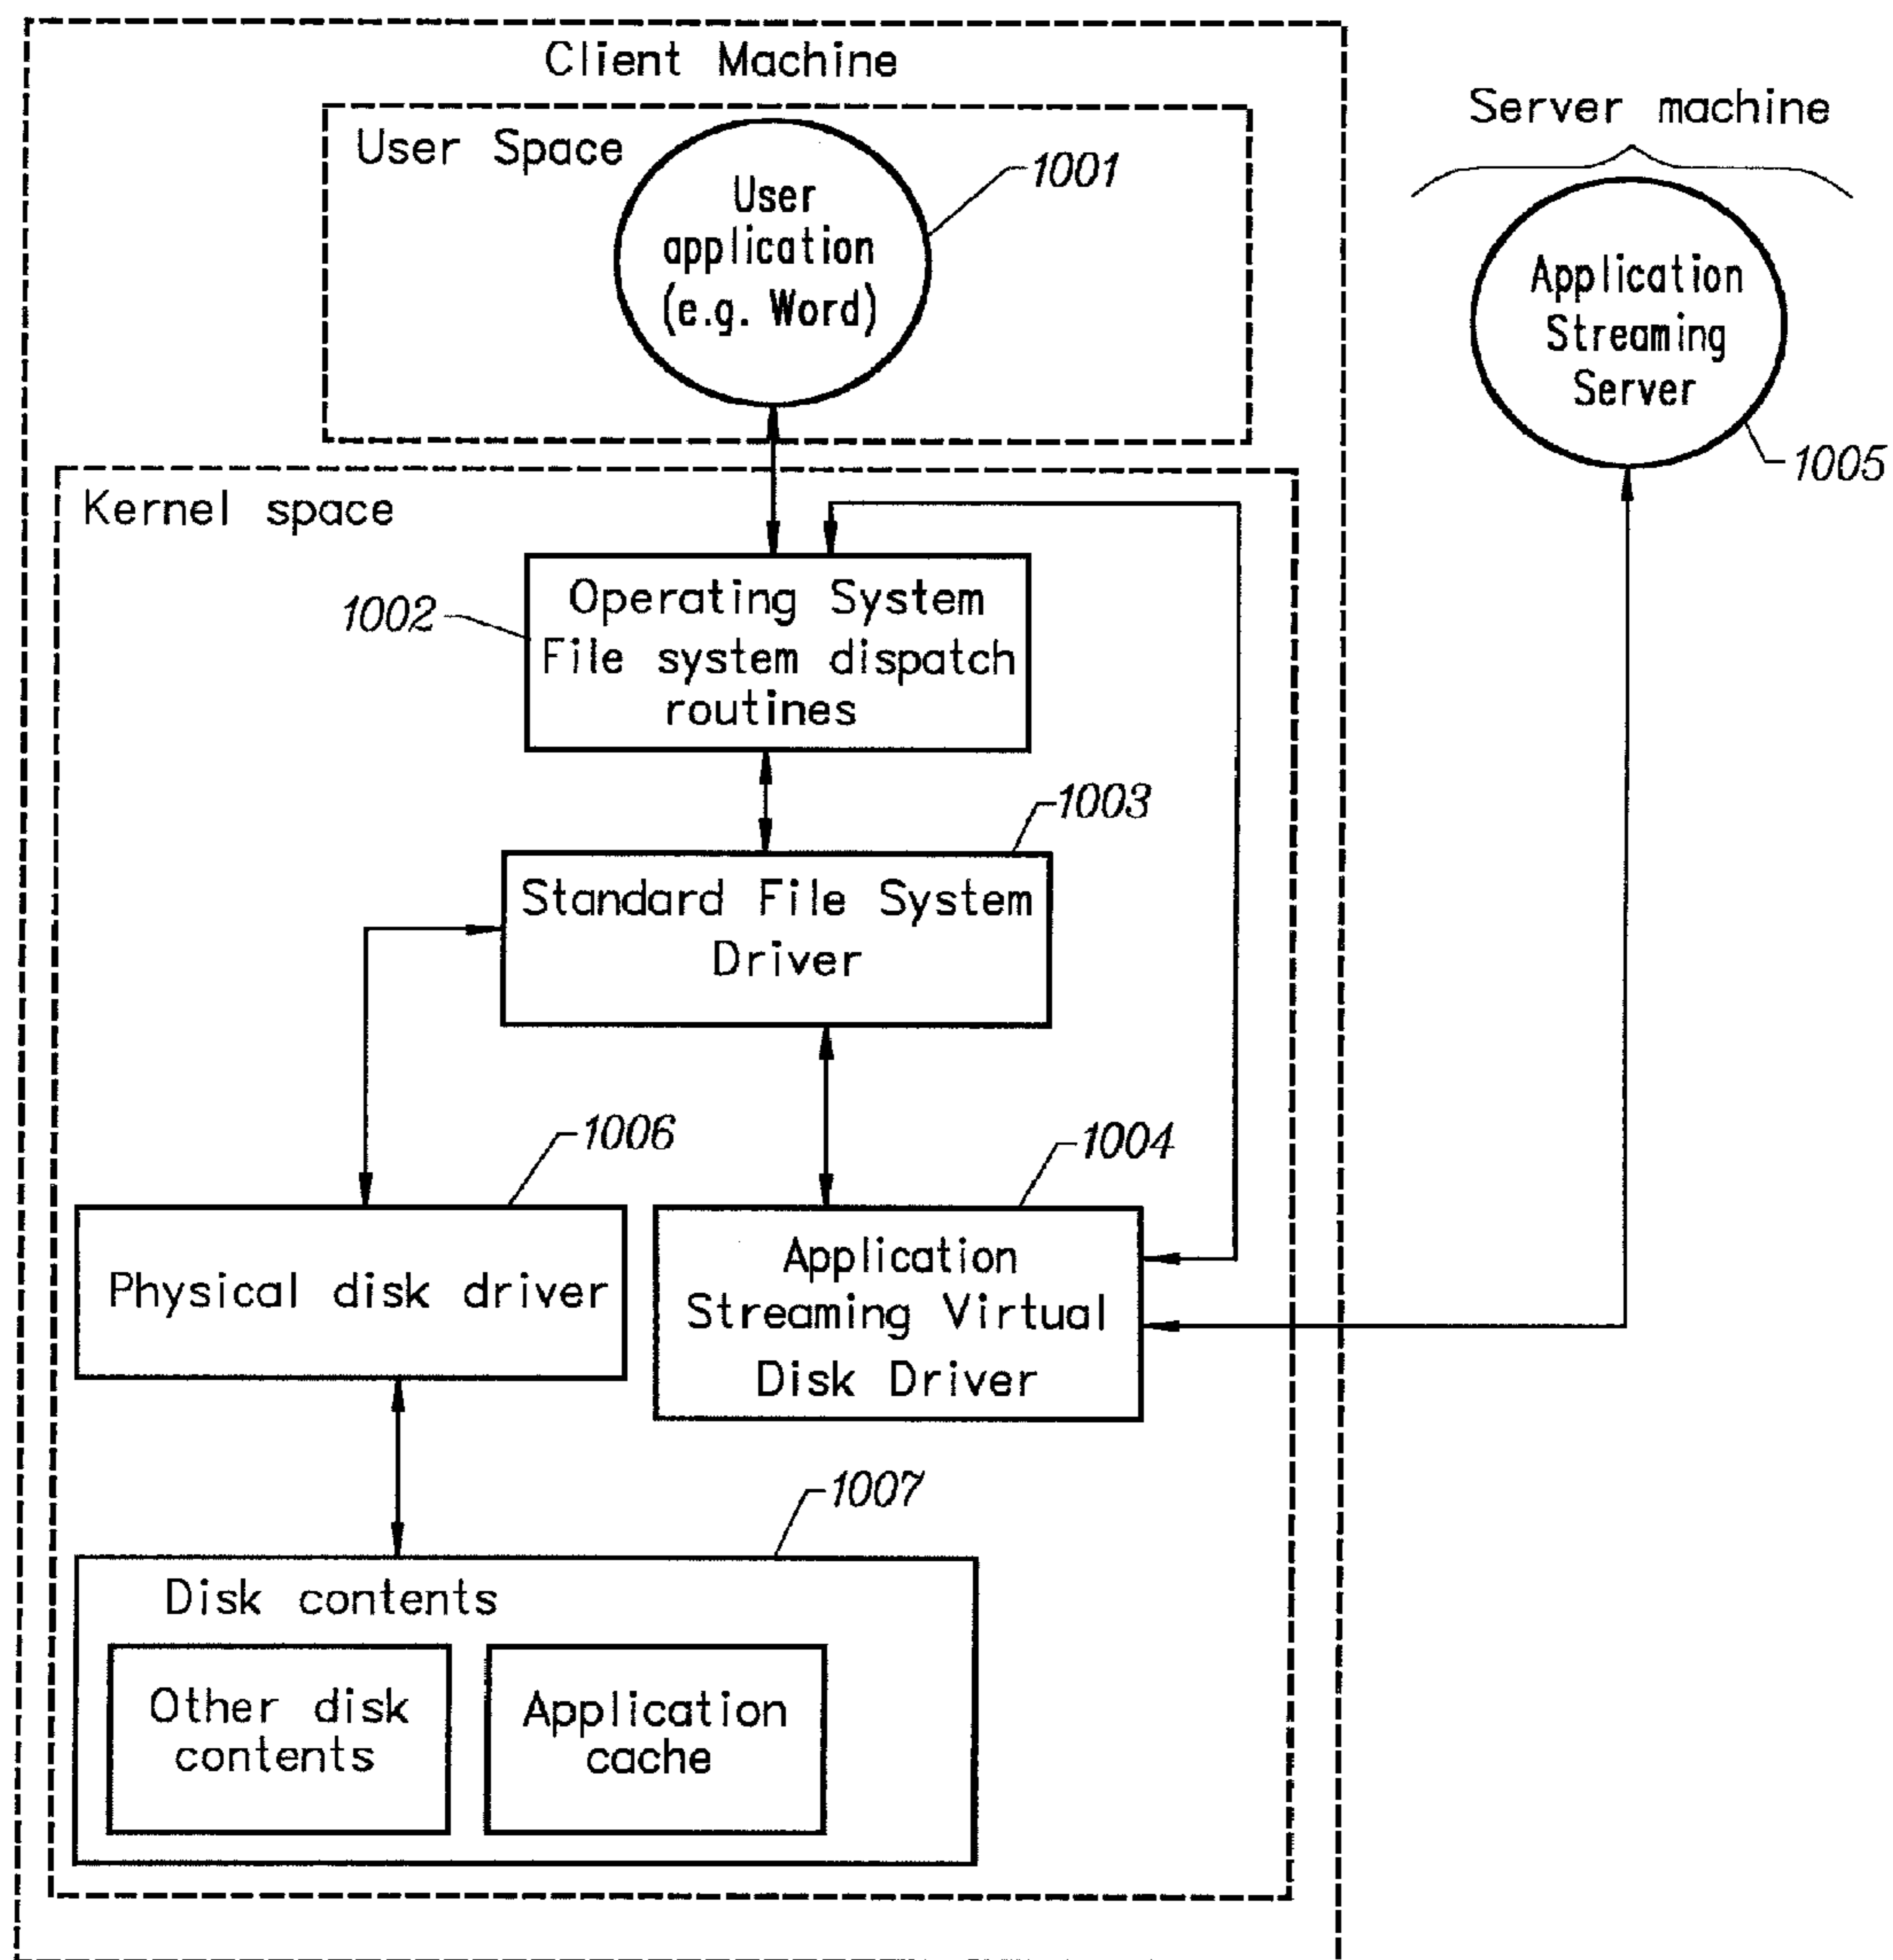 Client Machine
Server machine
User Space
1001
User
application
(e.g. Word)
Application
Streaming
Server
1005
Kernel space
Operating System
1002
File system dispatch
routines
1003
Standard File System
Driver
1006
1004
Physical disk driver
Application
Streaming Virtual
Disk Driver
1007
Disk contents
Other disk
contents
Application
cache